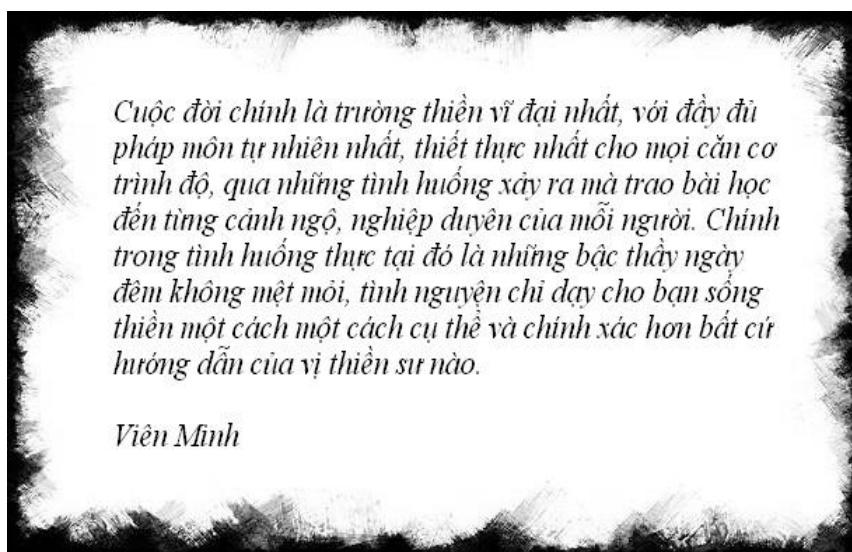 Cuộc đời chính là trường thiền vĩ đại nhất, với đầy đủ
pháp môn tự nhiên nhất, thiết thực nhất cho mọi căn cơ
trình độ, qua những tình huống xảy ra mà trao bài học
đến từng cảnh ngộ, nghiệp duyên của mỗi người. Chính
trong tình huống thực tại đó là những bậc thầy ngày
đêm không mệt mỏi, tình nguyện chỉ dạy cho bạn sống
thiền một cách một cách cụ thể và chính xác hơn bất cứ
hướng dẫn của vị thiền sư nào.
Viên Minh